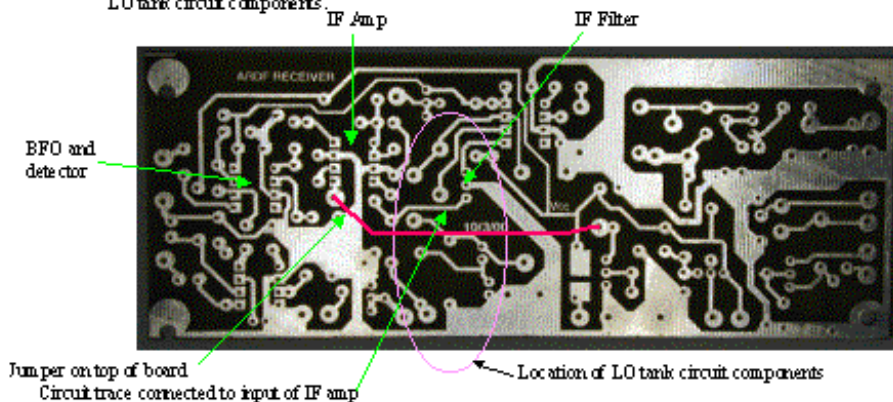 LO tank circuit components.
IF Amp
IF Filter
ARDF RECEIVER
BFO and
detector
Vcc
Jumper on top of board
Circuit trace connected to input of IF amp
Location of LO tank circuit components